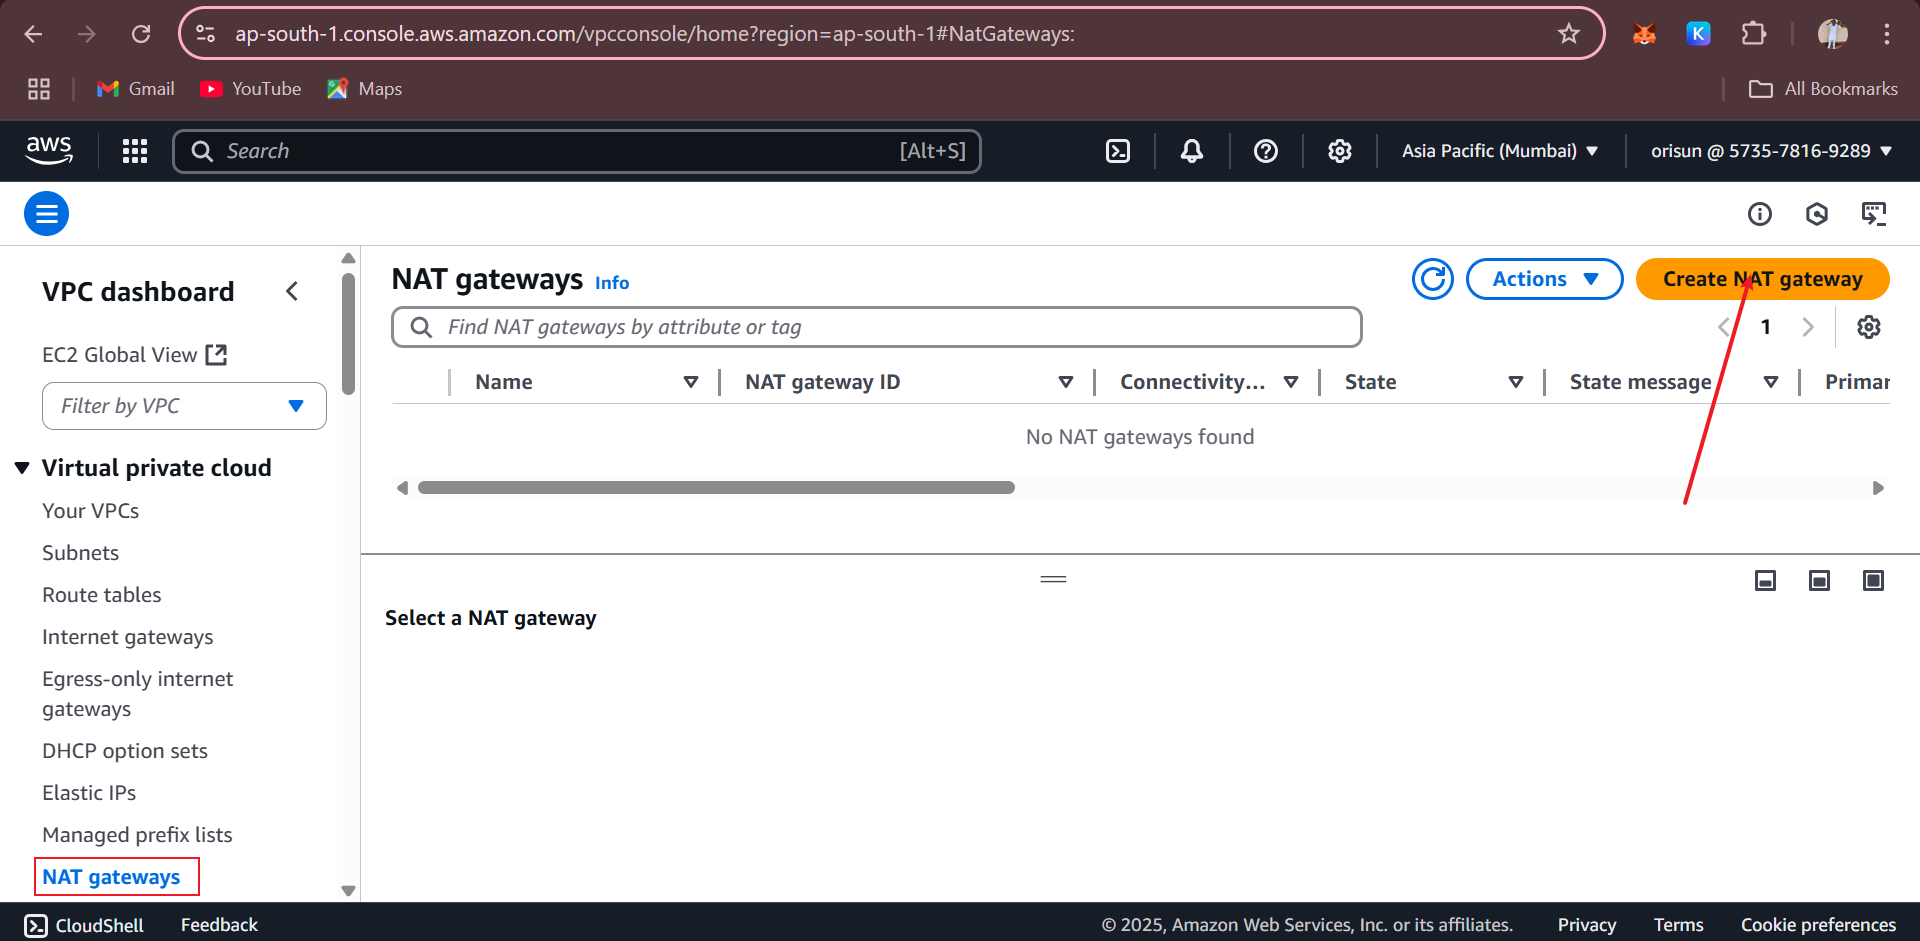 ap-south-1.console.aws.amazon.com/vpcconsole/home?region=ap-south-1#NatGateways:
K
Gmail YouTube Maps All Bookmarks
aws Search [Alt+S] Asia Pacific (Mumbai) orisun @ 5735-7816-9289
VPC dashboard
EC2 Global View
Filter by VPC
Virtual private cloud
Your VPCs
Subnets
Route tables
Internet gateways
Egress-only internet
gateways
DHCP option sets
Elastic IPs
Managed prefix lists
NAT gateways
NAT gateways Info Actions Create NAT gateway
Find NAT gateways by attribute or tag 1
Name NAT gateway ID Connectivity... State State message Primar
No NAT gateways found
Select a NAT gateway
CloudShell Feedback © 2025, Amazon Web Services, Inc. or its affiliates. Privacy Terms Cookie preferences